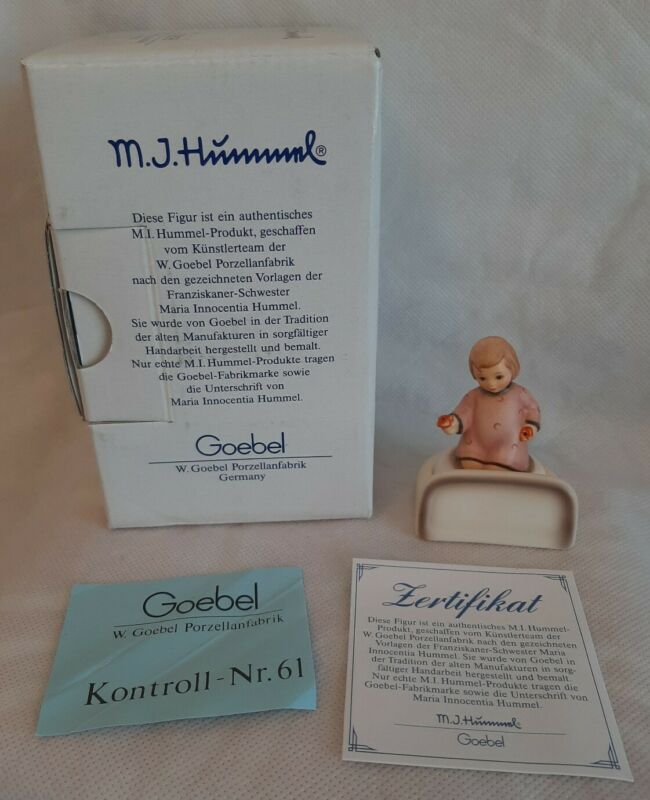 M.J.Hümmel®
Diese Figur ist ein authentisches
M.I.Hummel-Produkt, geschaffen
vom Künstlerteam der
W. Goebel Porzellanfabrik
nach den gezeichneten Vorlagen der
Franziskaner-Schwester
Maria Innocentia Hummel.
Sie wurde von Goebel in der Tradition
der alten Manufakturen in sorgfältiger
Handarbeit hergestellt und bemalt.
Nur echte M.I.Hummel-Produkte tragen
die Goebel-Fabrikmarke sowie
die Unterschrift von
Maria Innocentia Hummel.
Goebel
W. Goebel Porzellanfabrik
Germany
Goebel
W. Goebel Porzellanfabrik
Kontroll-Nr. 61
Zertifikat
Diese Figur ist ein authentisches M.I.Hummel-
Produkt, geschaffen vom Künstlerteam der
W. Goebel Porzellanfabrik nach den gezeichneten
Vorlagen der Franziskaner-Schwester Maria
Innocentia Hummel. Sie wurde von Goebel in
der Tradition der alten Manufakturen in sorg-
fältiger Handarbeit hergestellt und bemalt.
Nur echte M.I.Hummel-Produkte tragen die
Goebel-Fabrikmarke sowie die Unterschrift von
Maria Innocentia Hummel.
M.J.Hümmel®
Goebel